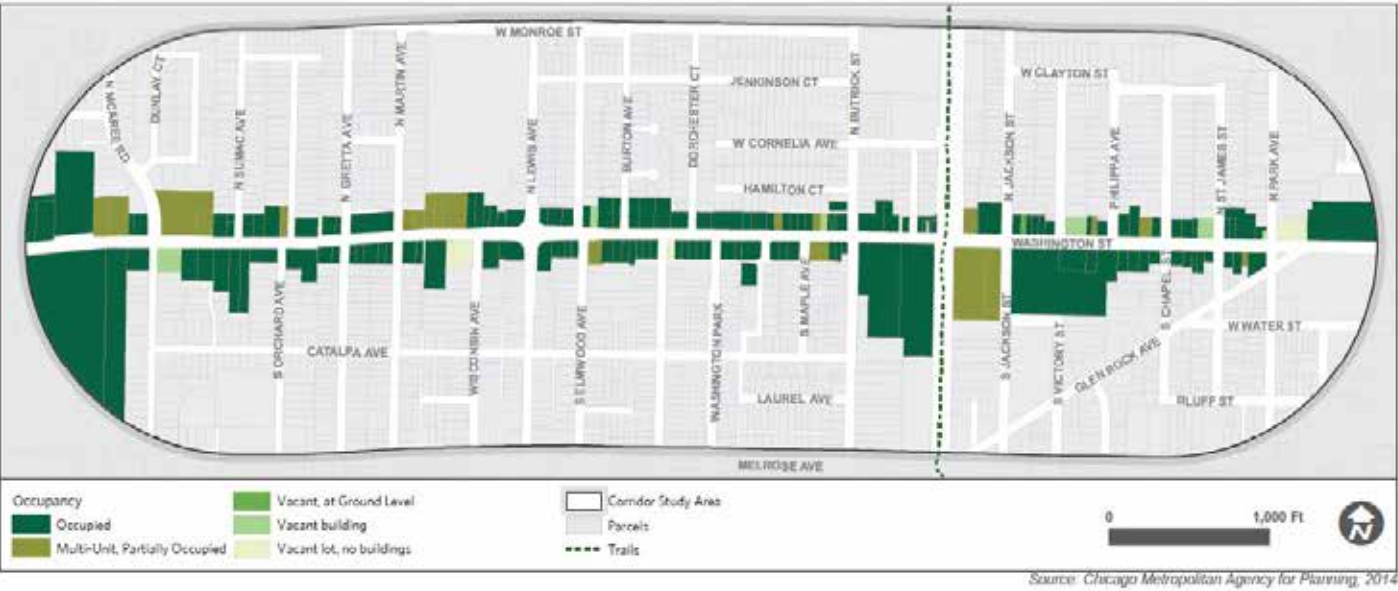 W MONROE ST
N MCAREE RD
DUNLAY CT
N SUMAC AVE
N GRETTA AVE
N MARTIN AVE
N LEWIS AVE
BURTON AVE
DORCHESTER CT
JENKINSON CT
N BUTRICK ST
W CORNELIA AVE
HAMILTON CT
N JACKSON ST
W CLAYTON ST
PHILIPPA AVE
N ST JAMES ST
N PARK AVE
WASHINGTON ST
S ORCHARD AVE
CATALPA AVE
WISCONSIN AVE
S ELMWOOD AVE
WASHINGTON PARK
S MAPLE AVE
LAUREL AVE
S JACKSON ST
S VICTORY ST
GLEN ROCK AVE
S CHAPEL ST
W WATER ST
BLUFF ST
MELROSE AVE
Occupancy
Occupied
Multi-Unit, Partially Occupied
Vacant, at Ground Level
Vacant building
Vacant lot, no buildings
Corridor Study Area
Parcels
Trails
0 1,000 Ft
N
Source: Chicago Metropolitan Agency for Planning, 2014